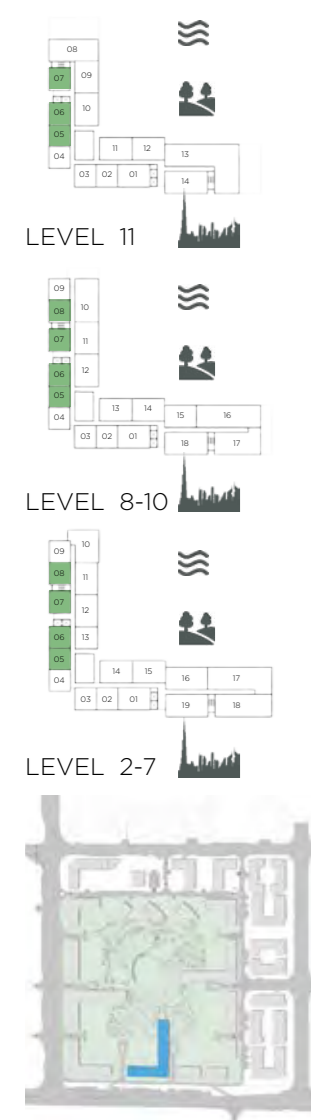 08
07 09
06 10
05
04 11 12 13
03 02 01 14
LEVEL 11
09
08 10
07 11
06 12
05
04 13 14 15 16
03 02 01 18 17
LEVEL 8-10
09 10
08 11
07 12
06 13
05
04 14 15 16 17
03 02 01 19 18
LEVEL 2-7